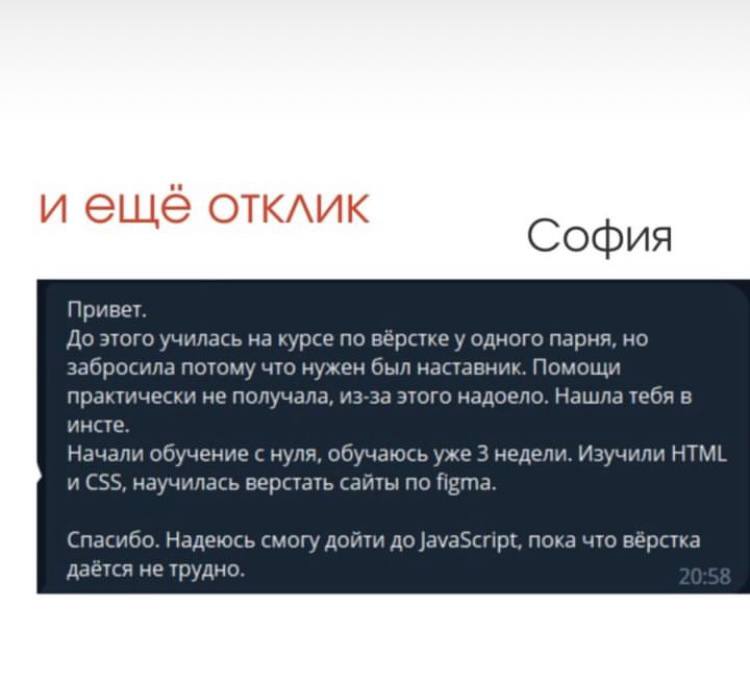 и ещё отклик
София
Привет.
До этого училась на курсе по вёрстке у одного парня, но
забросила потому что нужен был наставник. Помощи
практически не получала, из-за этого надоело. Нашла тебя в
инсте.
Начали обучение с нуля, обучаюсь уже 3 недели. Изучили HTML
и CSS, научилась верстать сайты по figma.
Спасибо. Надеюсь смогу дойти до JavaScript, пока что вёрстка
даётся не трудно.
20:58